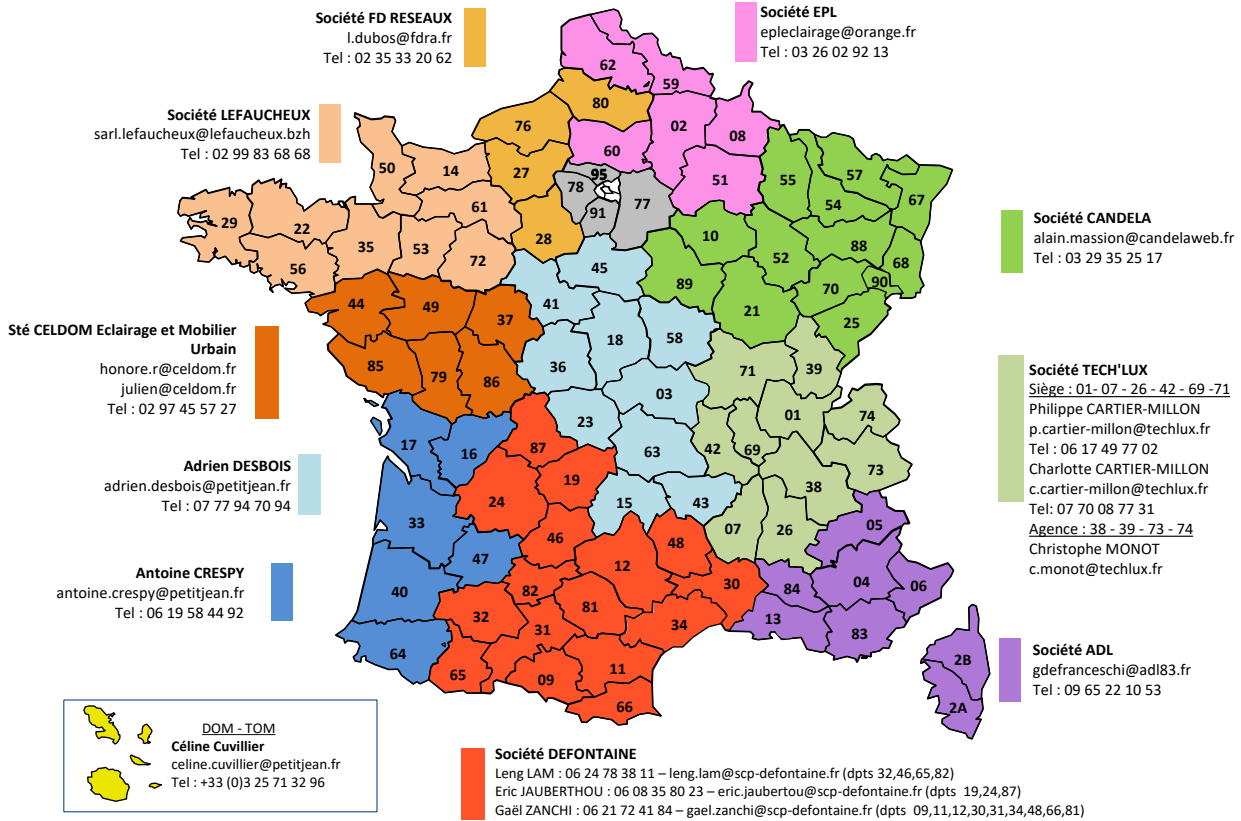 Société FD RESEAUX
l.dubos@fdra.fr
Tel : 02 35 33 20 62
Société EPL
epleclairage@orange.fr
Tel : 03 26 02 92 13
Société LEFAUCHEUX
sarl.lefaucheux@lefaucheux.bzh
Tel : 02 99 83 68 68
Société CANDELA
alain.massion@candelaweb.fr
Tel : 03 29 35 25 17
Sté CELDOM Eclairage et Mobilier
Urbain
honore.r@celdom.fr
julien@celdom.fr
Tel : 02 97 45 57 27
Société TECH'LUX
Siège : 01- 07 - 26 - 42 - 69 -71
Philippe CARTIER-MILLON
p.cartier-millon@techlux.fr
Tel : 06 17 49 77 02
Charlotte CARTIER-MILLON
c.cartier-millon@techlux.fr
Tel: 07 70 08 77 31
Agence : 38 - 39 - 73 - 74
Christophe MONOT
c.monot@techlux.fr
Adrien DESBOIS
adrien.desbois@petitjean.fr
Tel : 07 77 94 70 94
Antoine CRESPY
antoine.crespy@petitjean.fr
Tel : 06 19 58 44 92
Société ADL
gdefranceschi@adl83.fr
Tel : 09 65 22 10 53
DOM - TOM
Céline Cuvillier
celine.cuvillier@petitjean.fr
Tel : +33 (0)3 25 71 32 96
Société DEFONTAINE
Leng LAM : 06 24 78 38 11 – leng.lam@scp-defontaine.fr (dpts 32,46,65,82)
Eric JAUBERTHOU : 06 08 35 80 23 – eric.jaubertou@scp-defontaine.fr (dpts 19,24,87)
Gaël ZANCHI : 06 21 72 41 84 – gael.zanchi@scp-defontaine.fr (dpts 09,11,12,30,31,34,48,66,81)
62
59
80
02
08
76
60
51
50
14
27
95
78
77
91
55
57
54
67
61
28
29
22
35
53
72
56
10
52
88
68
45
89
70
90
41
21
25
44
49
37
18
58
85
79
86
36
71
39
03
01
74
23
17
16
87
63
42
69
73
19
38
24
15
43
07
26
05
33
46
48
47
12
30
84
04
06
40
82
81
32
31
34
13
83
64
65
09
11
66
2B
2A